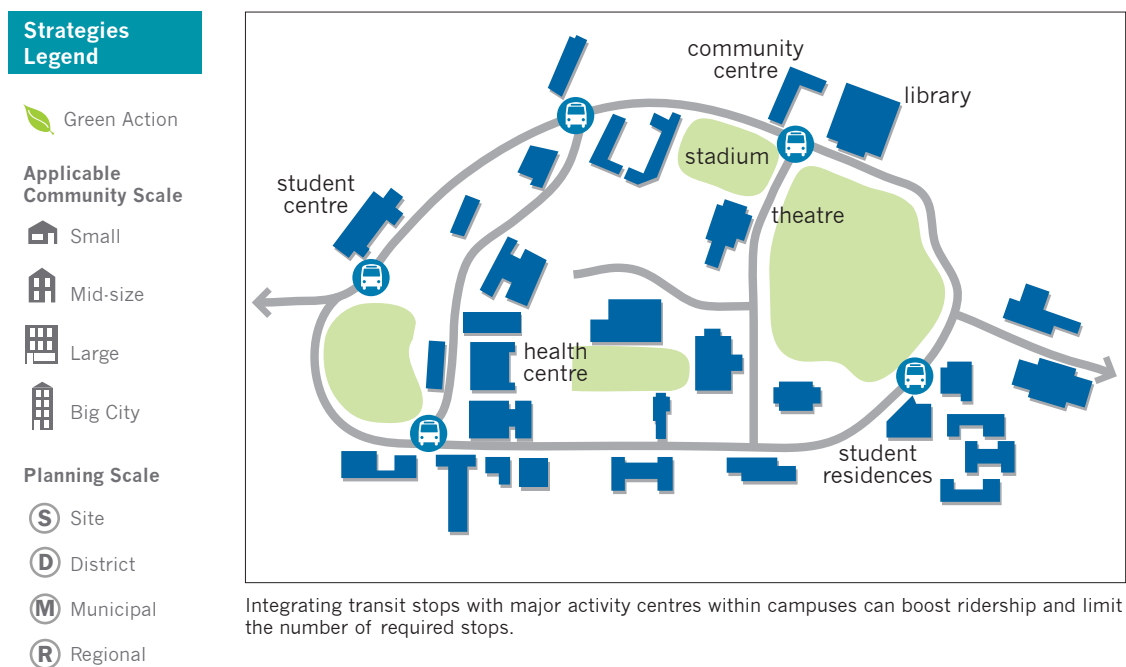 Strategies
Legend
Green Action
Applicable
Community Scale
Small
Mid-size
Large
Big City
Planning Scale
S Site
D District
M Municipal
R Regional
community
centre
library
stadium
student
centre
theatre
health
centre
student
residences
Integrating transit stops with major activity centres within campuses can boost ridership and limit
the number of required stops.